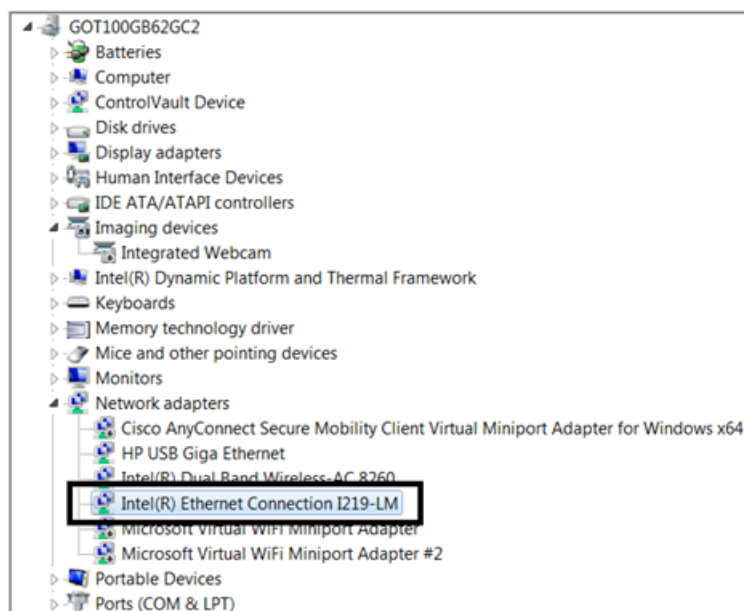 GOT100GB62GC2
Batteries
Computer
ControlVault Device
Disk drives
Display adapters
Human Interface Devices
IDE ATA/ATAPI controllers
Imaging devices
Integrated Webcam
Intel(R) Dynamic Platform and Thermal Framework
Keyboards
Memory technology driver
Mice and other pointing devices
Monitors
Network adapters
Cisco AnyConnect Secure Mobility Client Virtual Miniport Adapter for Windows x64
HP USB Giga Ethernet
Intel(R) Dual Band Wireless-AC 8260
Intel(R) Ethernet Connection I219-LM
Microsoft Virtual WiFi Miniport Adapter
Microsoft Virtual WiFi Miniport Adapter #2
Portable Devices
Ports (COM & LPT)